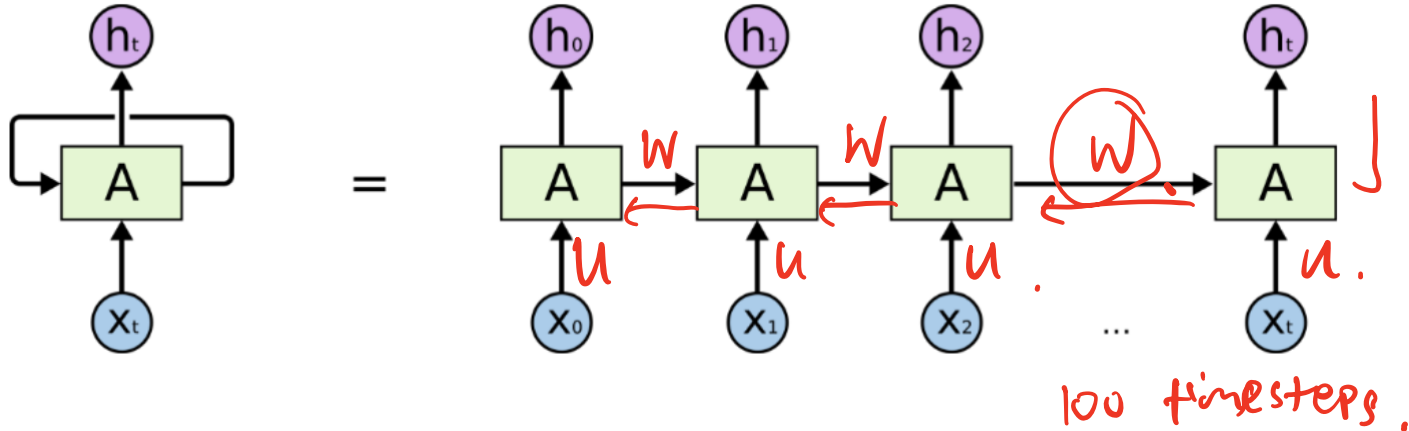 hₜ h₀ h₁ h₂ hₜ
W W W J
A = A A A A
U u u . u .
xₜ x₀ x₁ x₂ ... xₜ
100 timesteps.